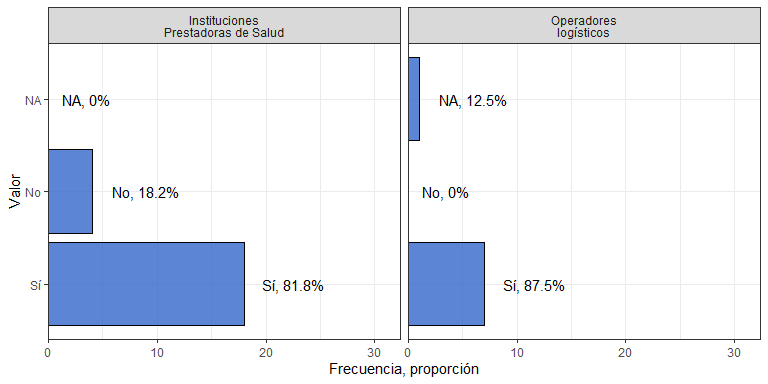 Instituciones
Prestadoras de Salud
Operadores
logísticos
NA
NA, 0%
NA, 12.5%
Valor
No
No, 18.2%
No, 0%
Sí
Sí, 81.8%
Sí, 87.5%
0 10 20 30 0 10 20 30
Frecuencia, proporción